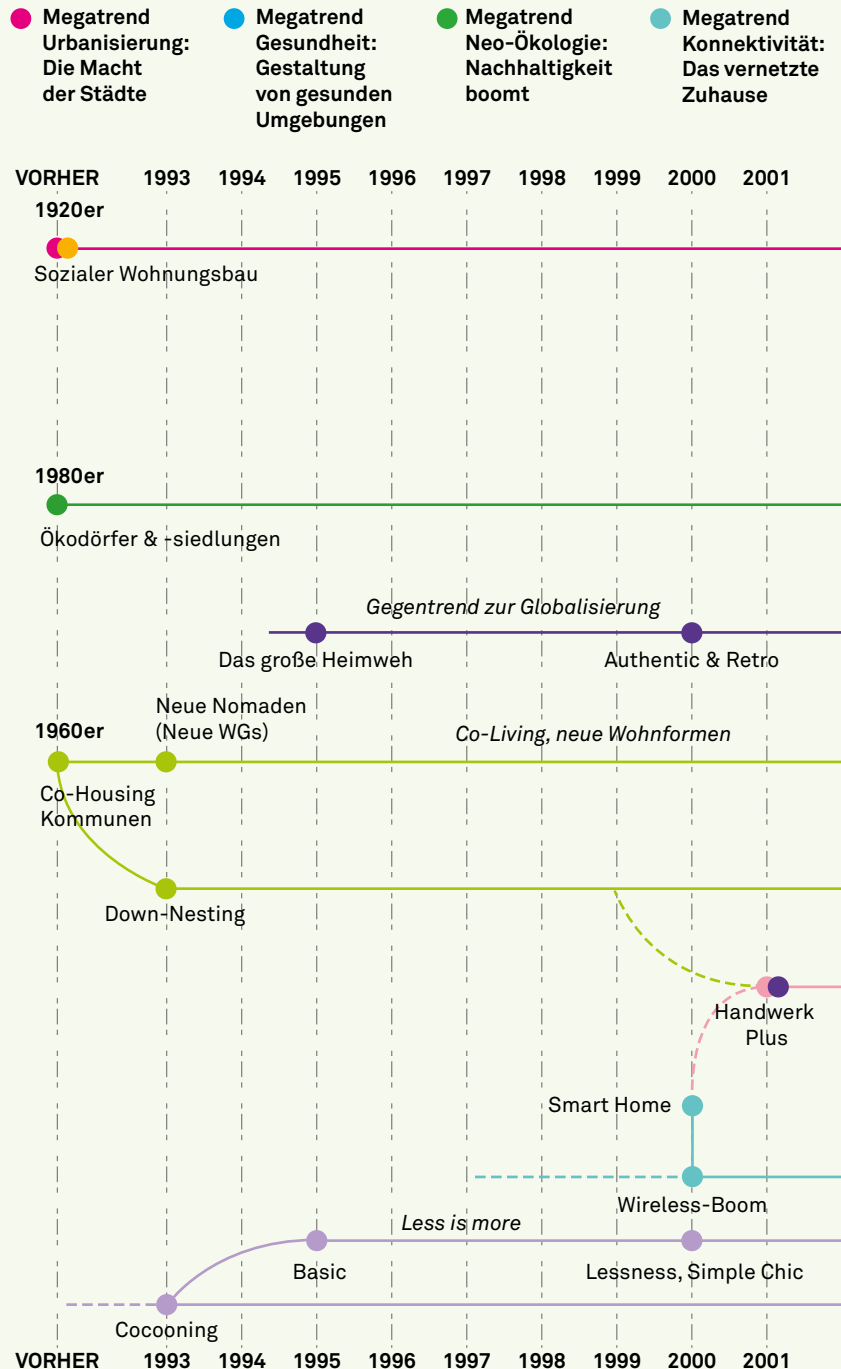 Megatrend
Urbanisierung:
Die Macht
der Städte
Megatrend
Gesundheit:
Gestaltung
von gesunden
Umgebungen
Megatrend
Neo-Ökologie:
Nachhaltigkeit
boomt
Megatrend
Konnektivität:
Das vernetzte
Zuhause
VORHER 1993 1994 1995 1996 1997 1998 1999 2000 2001
1920er
Sozialer Wohnungsbau
1980er
Ökodörfer & -siedlungen
Gegentrend zur Globalisierung
Das große Heimweh
Authentic & Retro
Neue Nomaden
(Neue WGs)
1960er
Co-Living, neue Wohnformen
Co-Housing
Kommunen
Down-Nesting
Handwerk
Plus
Smart Home
Wireless-Boom
Less is more
Basic
Lessness, Simple Chic
Cocooning
VORHER 1993 1994 1995 1996 1997 1998 1999 2000 2001